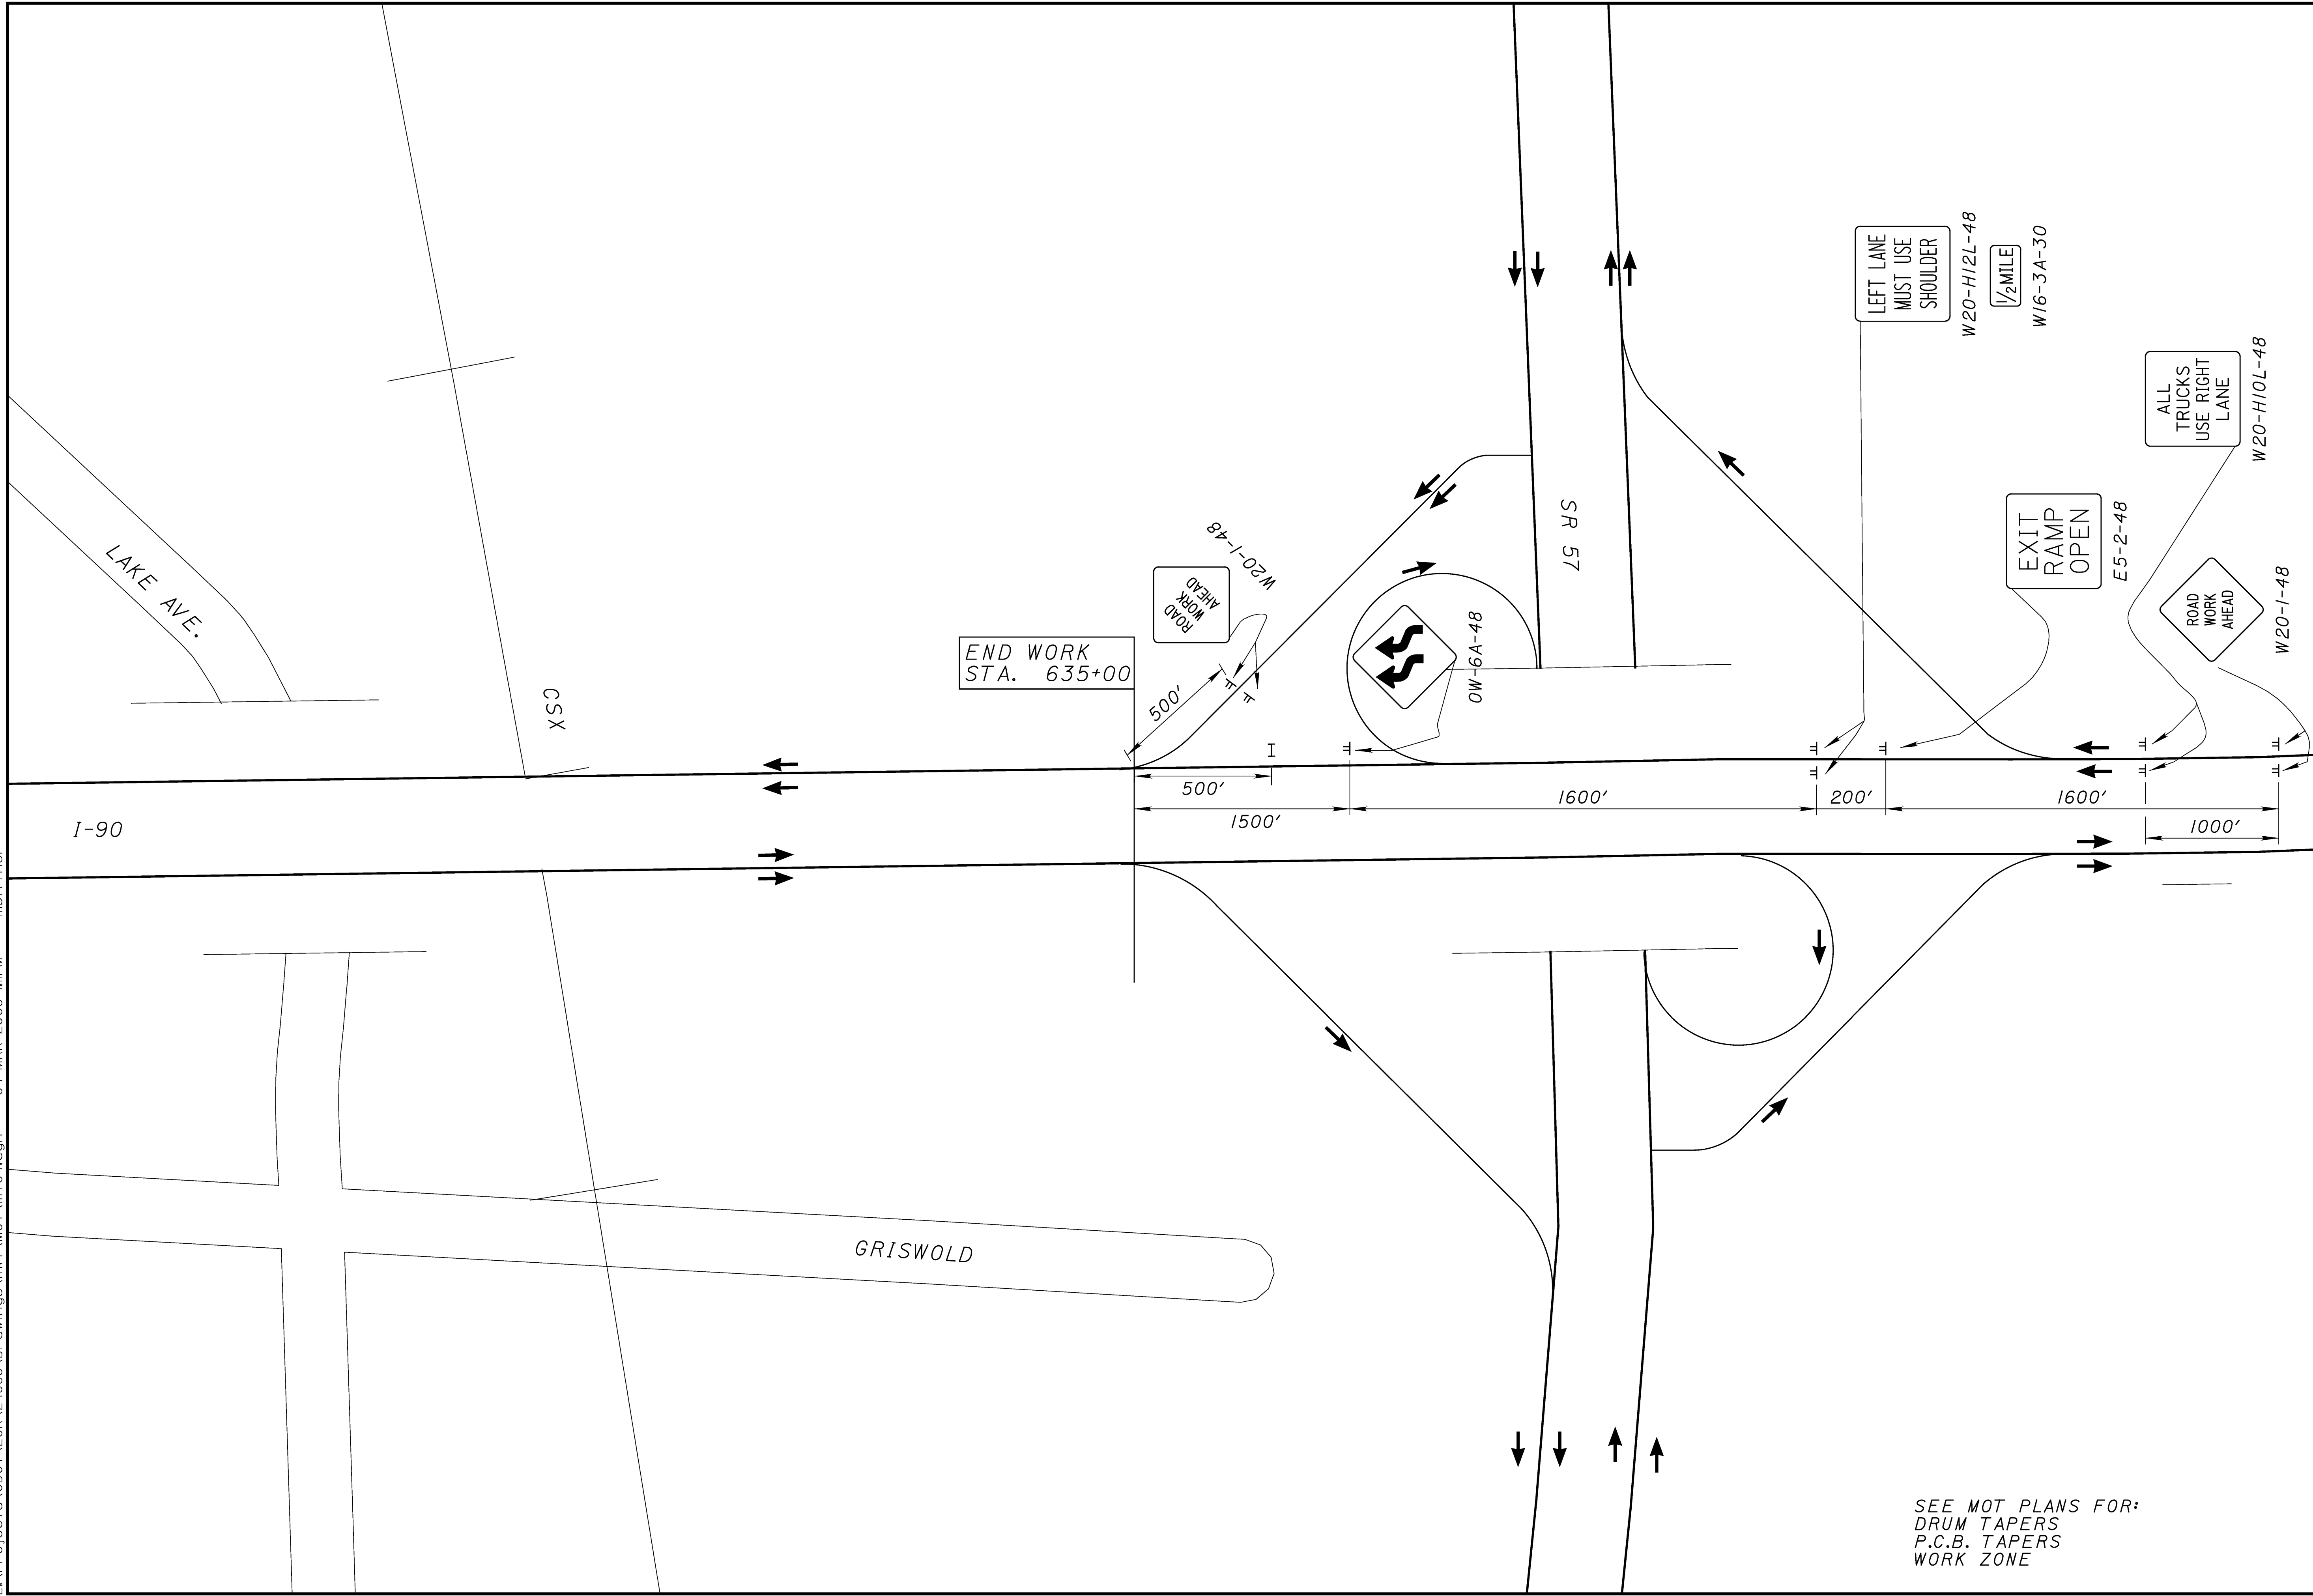 LEFT LANE
MUST USE
SHOULDER
W20-H12L-48
1/2 MILE
W16-3A-30
ALL
TRUCKS
USE RIGHT
LANE
W20-H10L-48
EXIT
RAMP
OPEN
E5-2-48
ROAD
WORK
AHEAD
W20-1-48
SR 57
W20-1-48
ROAD
WORK
AHEAD
LAKE AVE.
END WORK
STA. 635+00
OW-6A-48
CSX
500'
500'
1500'
1600'
200'
1600'
1000'
I-90
GRISWOLD
SEE MOT PLANS FOR:
DRUM TAPERS
P.C.B. TAPERS
WORK ZONE